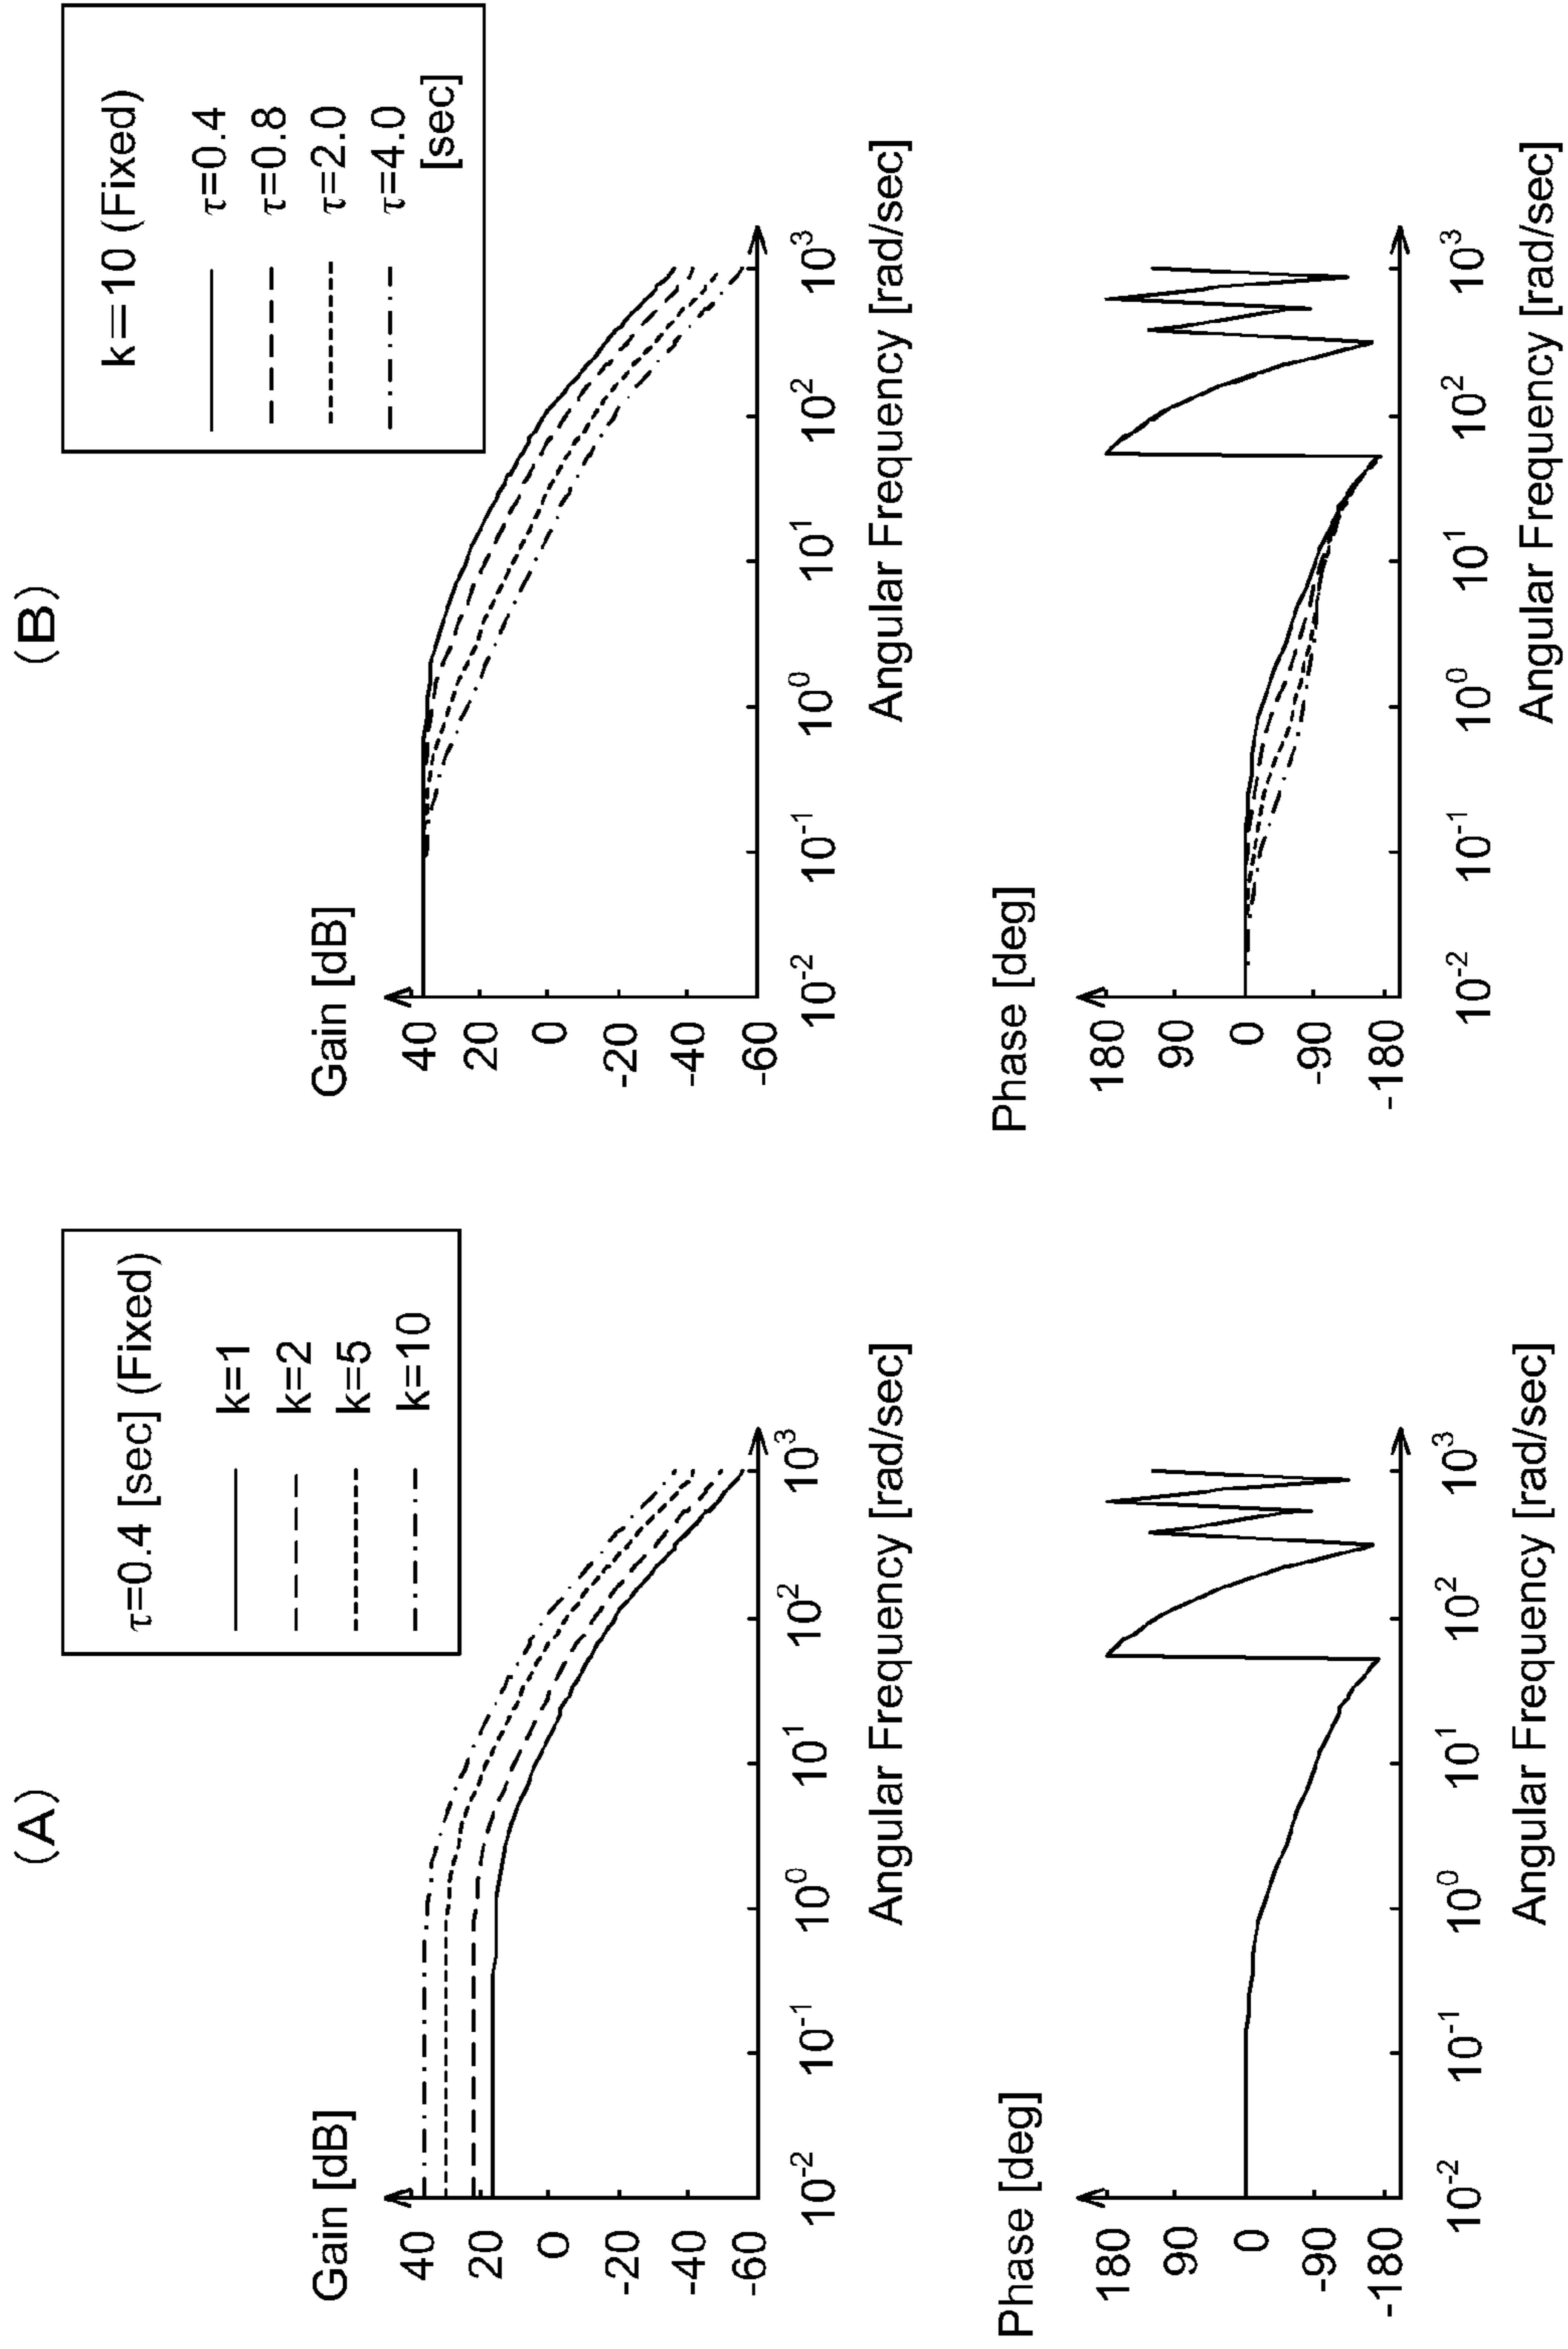 (A)
τ=0.4 [sec] (Fixed)
k=1
k=2
k=5
k=10
Gain [dB]
40
20
0
-20
-40
-60
10-2
10-1
100
101
102
103
Angular Frequency [rad/sec]
Phase [deg]
180
90
0
-90
-180
10-2
10-1
100
101
102
103
Angular Frequency [rad/sec]
(B)
k=10 (Fixed)
τ=0.4
τ=0.8
τ=2.0
τ=4.0
[sec]
Gain [dB]
40
20
0
-20
-40
-60
10-2
10-1
100
101
102
103
Angular Frequency [rad/sec]
Phase [deg]
180
90
0
-90
-180
10-2
10-1
100
101
102
103
Angular Frequency [rad/sec]